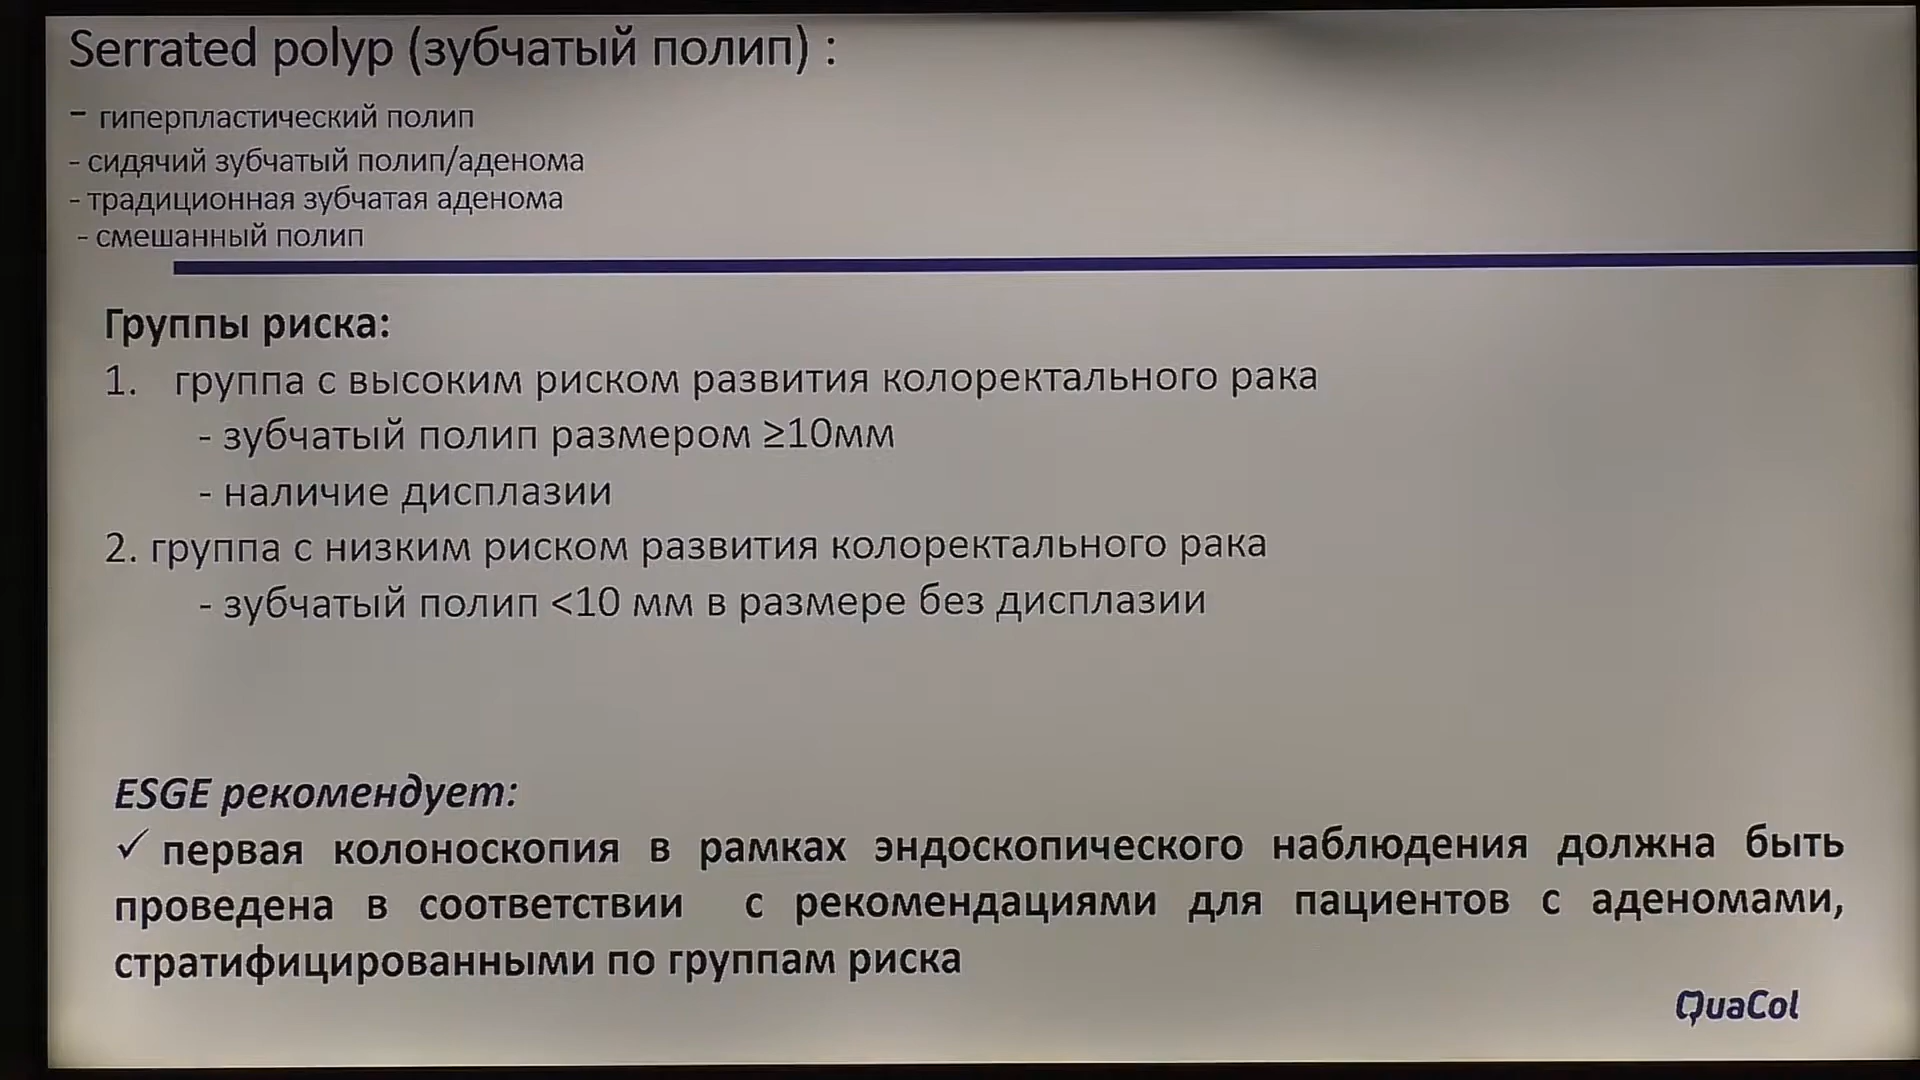 Serrated polyp (зубчатый полип) :
- гиперпластический полип
- сидячий зубчатый полип/аденома
- традиционная зубчатая аденома
- смешанный полип
Группы риска:
1. группа с высоким риском развития колоректального рака
- зубчатый полип размером ≥10мм
- наличие дисплазии
2. группа с низким риском развития колоректального рака
- зубчатый полип <10 мм в размере без дисплазии
ESGE рекомендует:
✓ первая колоноскопия в рамках эндоскопического наблюдения должна быть
проведена в соответствии с рекомендациями для пациентов с аденомами,
стратифицированными по группам риска
QuaCol